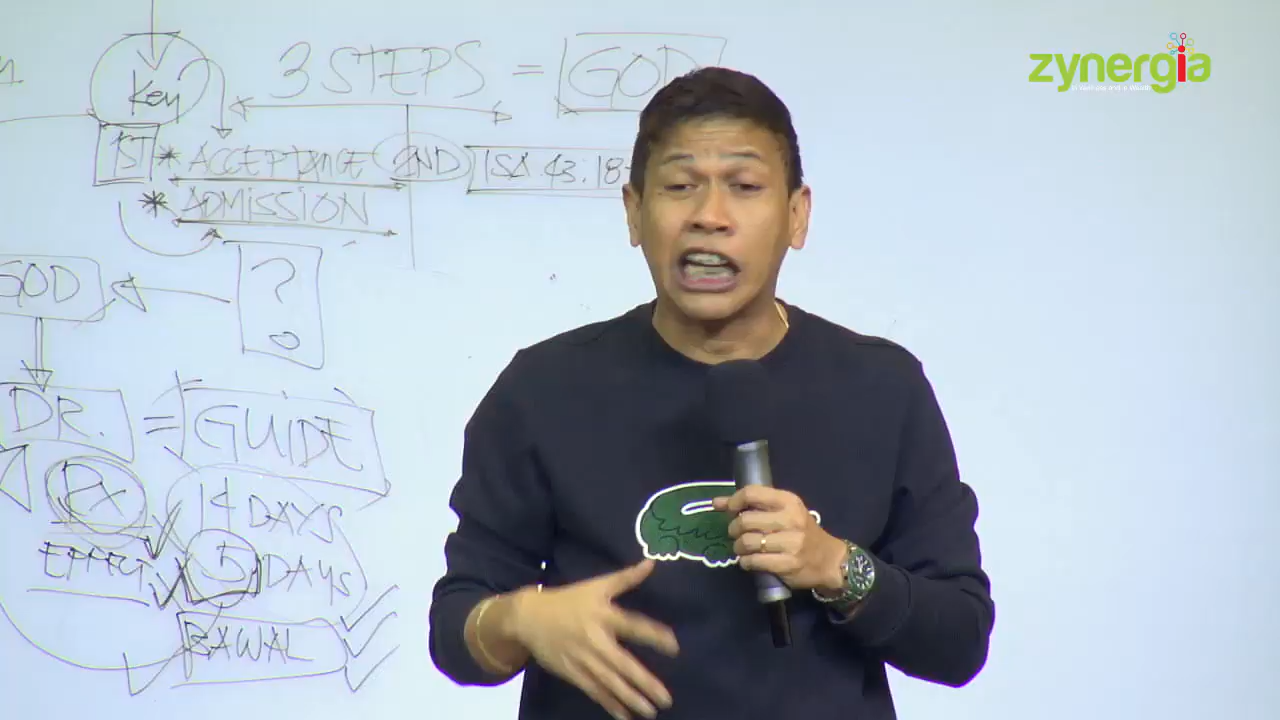 zynergia
3 STEPS = GOD
Key
1ST * ACCEPTANCE 2ND ISA 43:18
* ADMISSION
GOD ?
DR. = GUIDE
RX 14 DAYS
EFFECT 5 DAYS
BAWAL